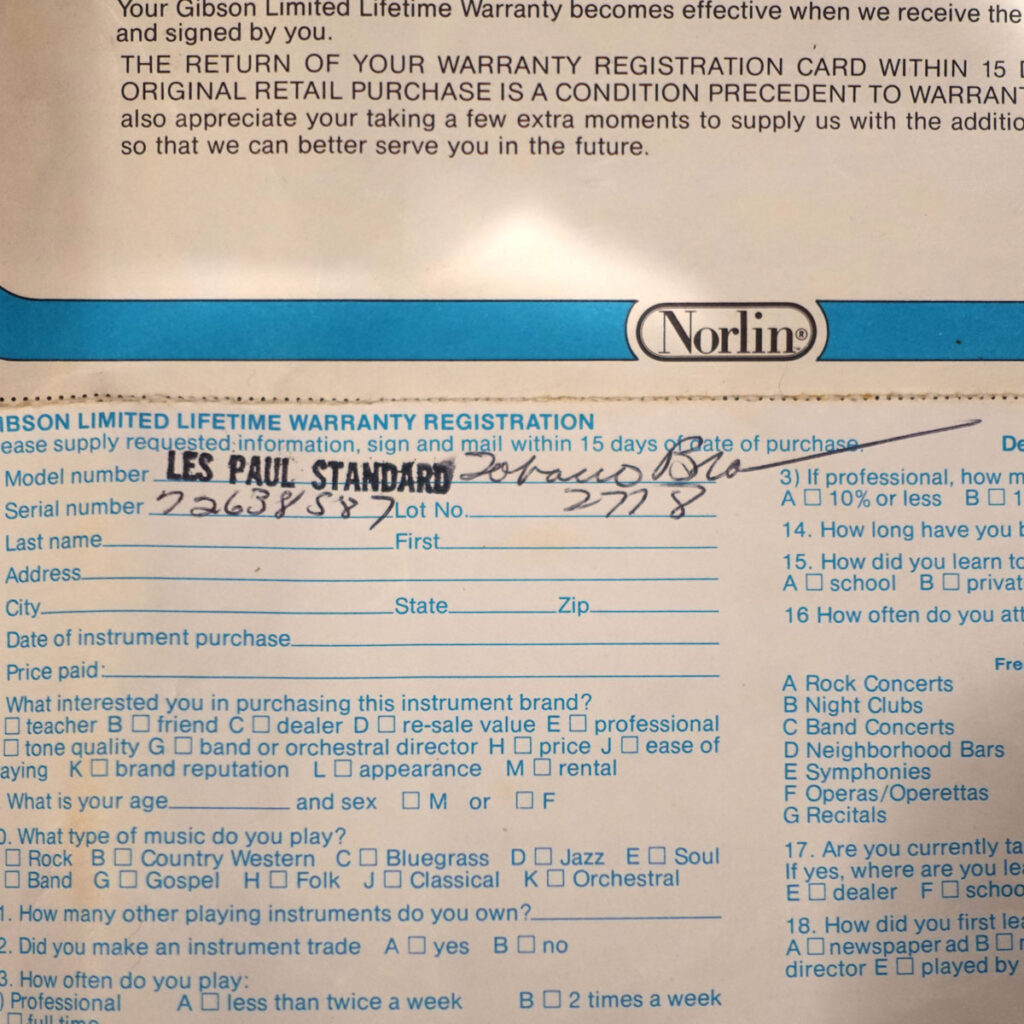 Your Gibson Limited Lifetime Warranty becomes effective when we receive the
and signed by you.
THE RETURN OF YOUR WARRANTY REGISTRATION CARD WITHIN 15 D
ORIGINAL RETAIL PURCHASE IS A CONDITION PRECEDENT TO WARRANT
also appreciate your taking a few extra moments to supply us with the additio
so that we can better serve you in the future.
Norlin®
IBSON LIMITED LIFETIME WARRANTY REGISTRATION
ease supply requested information, sign and mail within 15 days of date of purchase.
Model number LES PAUL STANDARD Tobacco
Serial number 72638587 Lot No. 2778
Last name First
Address
City State Zip
Date of instrument purchase
Price paid:
What interested you in purchasing this instrument brand?
□ teacher B □ friend C □ dealer D □ re-sale value E □ professional
□ tone quality G □ band or orchestral director H □ price J □ ease of
aying K □ brand reputation L □ appearance M □ rental
What is your age and sex □ M or □ F
0. What type of music do you play?
□ Rock B □ Country Western C □ Bluegrass D □ Jazz E □ Soul
□ Band G □ Gospel H □ Folk J □ Classical K □ Orchestral
1. How many other playing instruments do you own?
2. Did you make an instrument trade A □ yes B □ no
3. How often do you play:
) Professional A □ less than twice a week B □ 2 times a week
□ full time
De
3) If professional, how m
A □ 10% or less B □ 1
14. How long have you b
15. How did you learn to
A □ school B □ privat
16 How often do you att
Fre
A Rock Concerts
B Night Clubs
C Band Concerts
D Neighborhood Bars
E Symphonies
F Operas/Operettas
G Recitals
17. Are you currently ta
If yes, where are you lea
E □ dealer F □ schoo
18. How did you first lea
A □ newspaper ad B □ r
director E □ played by